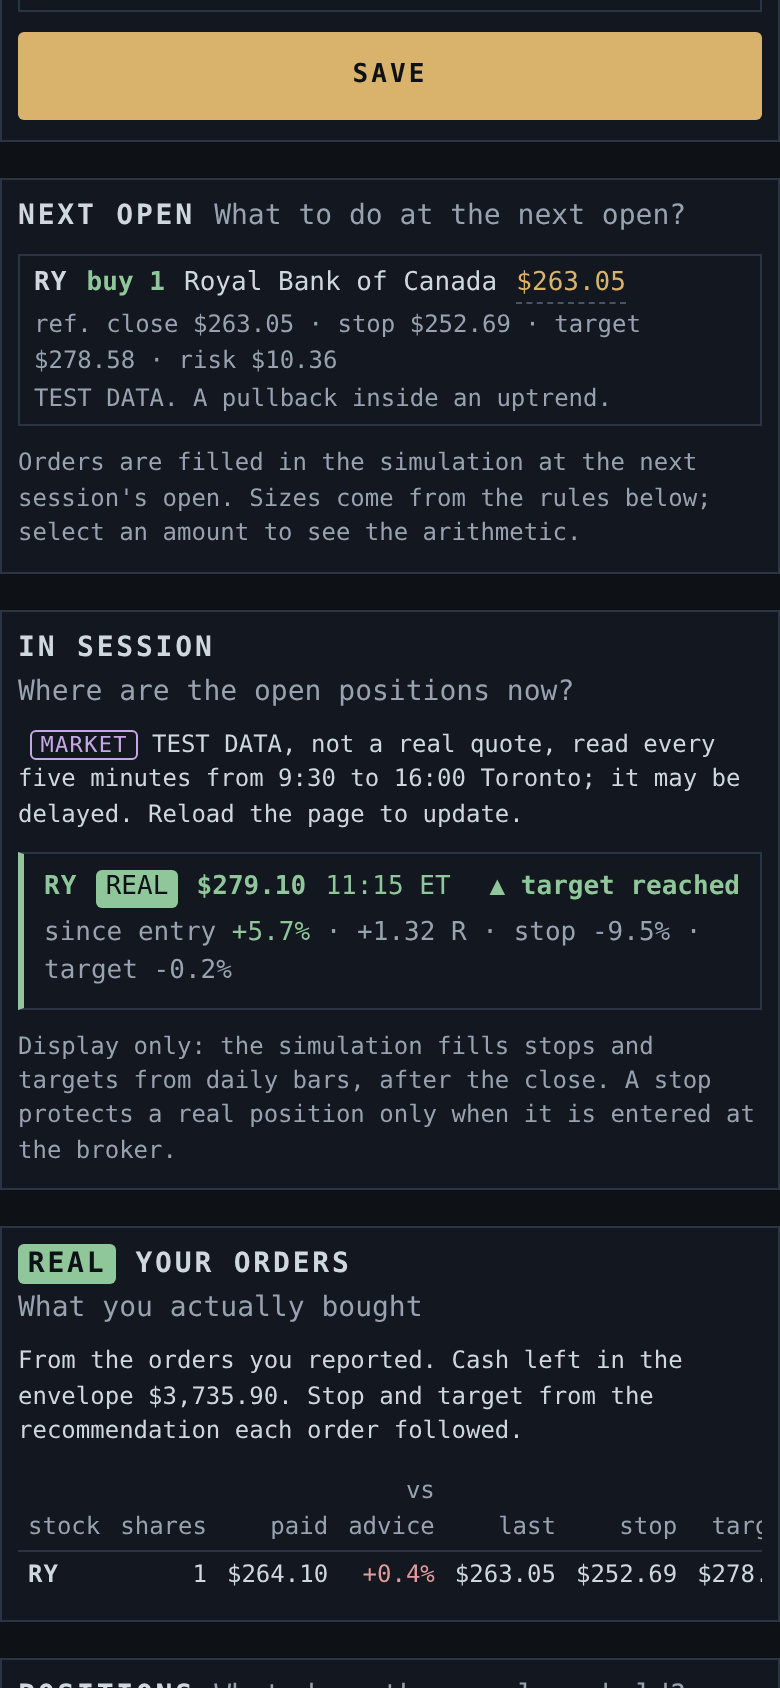 SAVE
NEXT OPEN What to do at the next open?
RY buy 1 Royal Bank of Canada $263.05
ref. close $263.05 · stop $252.69 · target
$278.58 · risk $10.36
TEST DATA. A pullback inside an uptrend.
Orders are filled in the simulation at the next
session's open. Sizes come from the rules below;
select an amount to see the arithmetic.
IN SESSION
Where are the open positions now?
MARKET TEST DATA, not a real quote, read every
five minutes from 9:30 to 16:00 Toronto; it may be
delayed. Reload the page to update.
RY REAL $279.10 11:15 ET ▲ target reached
since entry +5.7% · +1.32 R · stop -9.5% ·
target -0.2%
Display only: the simulation fills stops and
targets from daily bars, after the close. A stop
protects a real position only when it is entered at
the broker.
REAL YOUR ORDERS
What you actually bought
From the orders you reported. Cash left in the
envelope $3,735.90. Stop and target from the
recommendation each order followed.
vs
stock shares paid advice last stop targ
RY 1 $264.10 +0.4% $263.05 $252.69 $278.